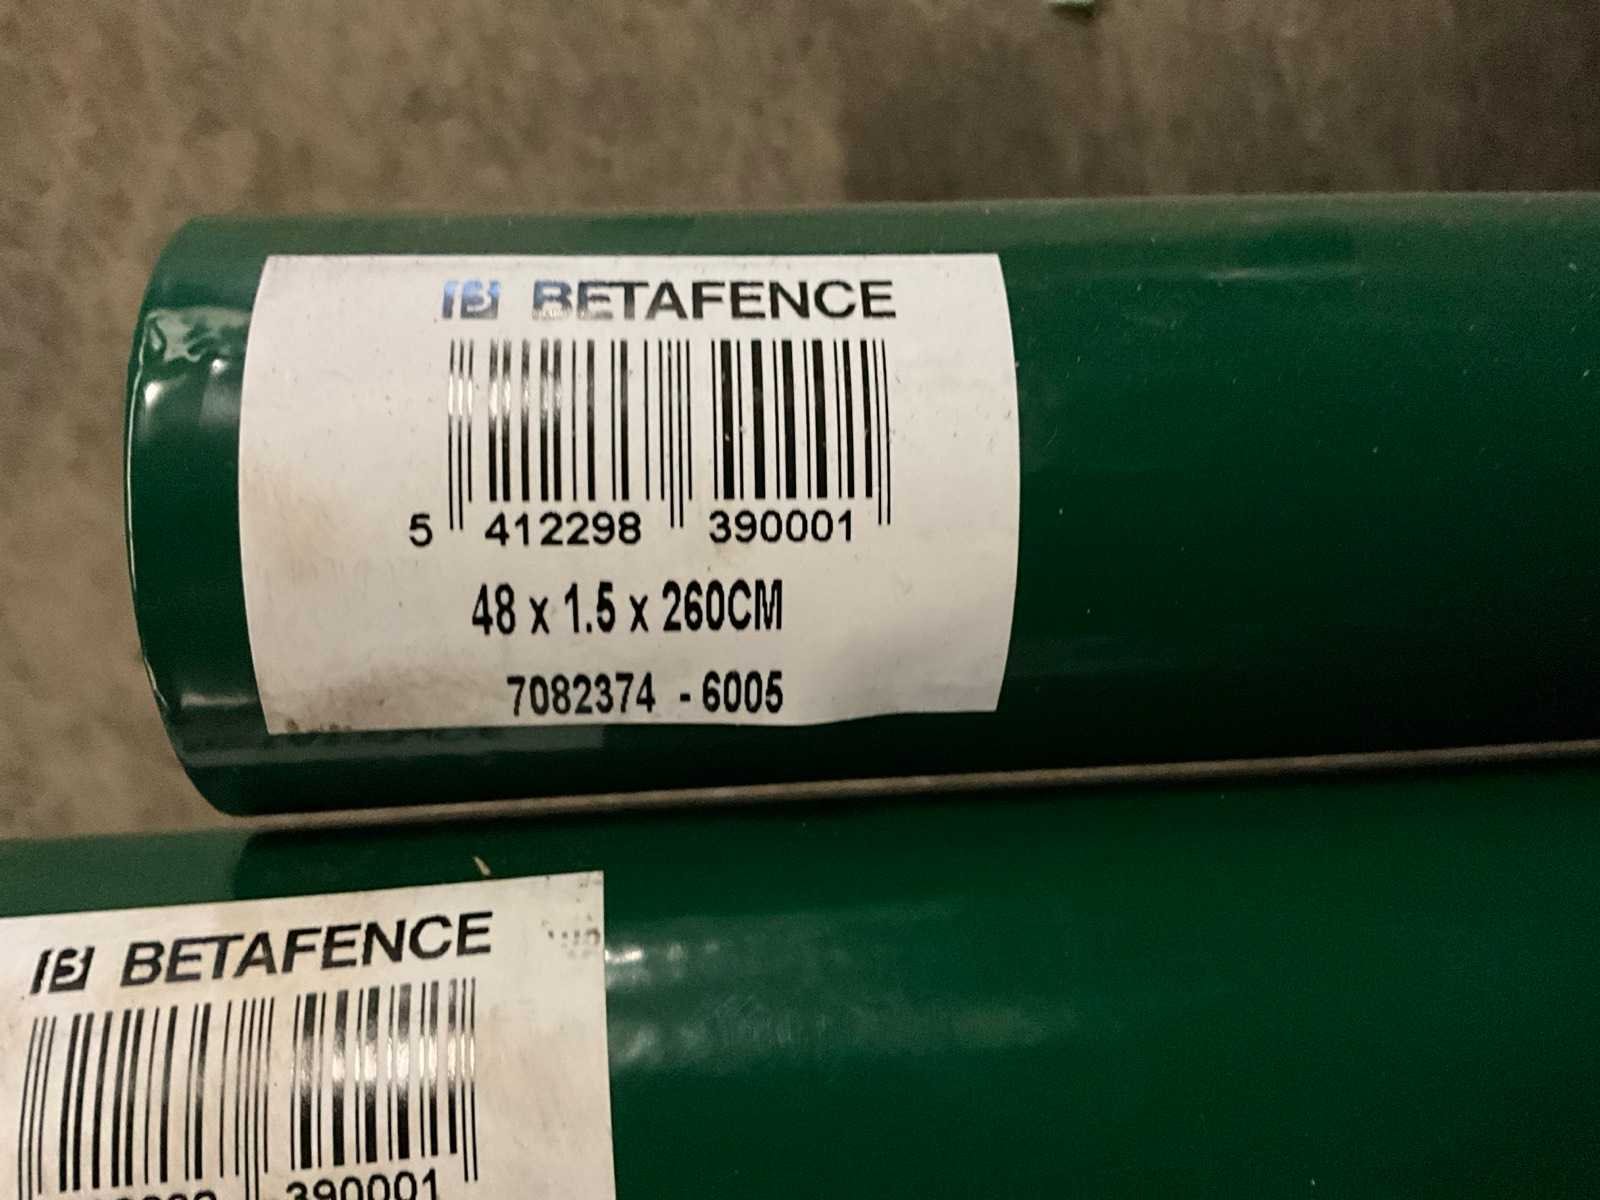 BETAFENCE
5 412298 390001
48 x 1.5 x 260CM
7082374 - 6005
BETAFENCE
390001